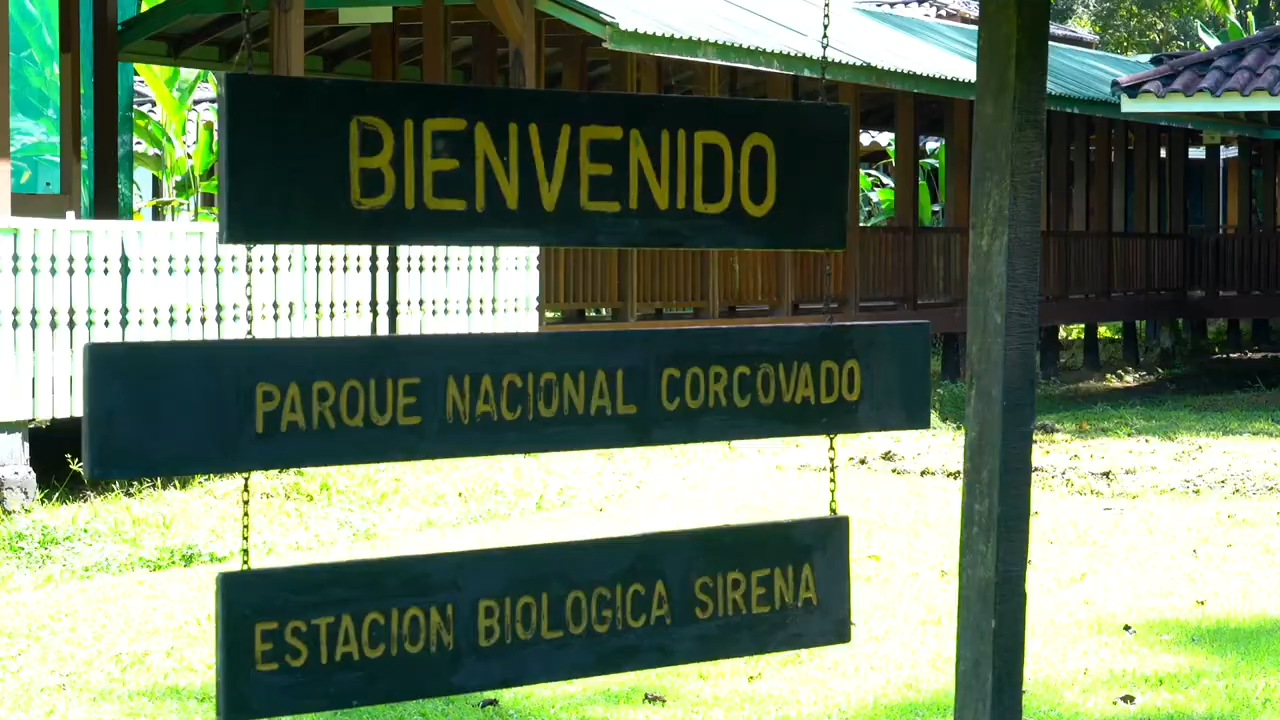 BIENVENIDO
PARQUE NACIONAL CORCOVADO
ESTACION BIOLOGICA SIRENA